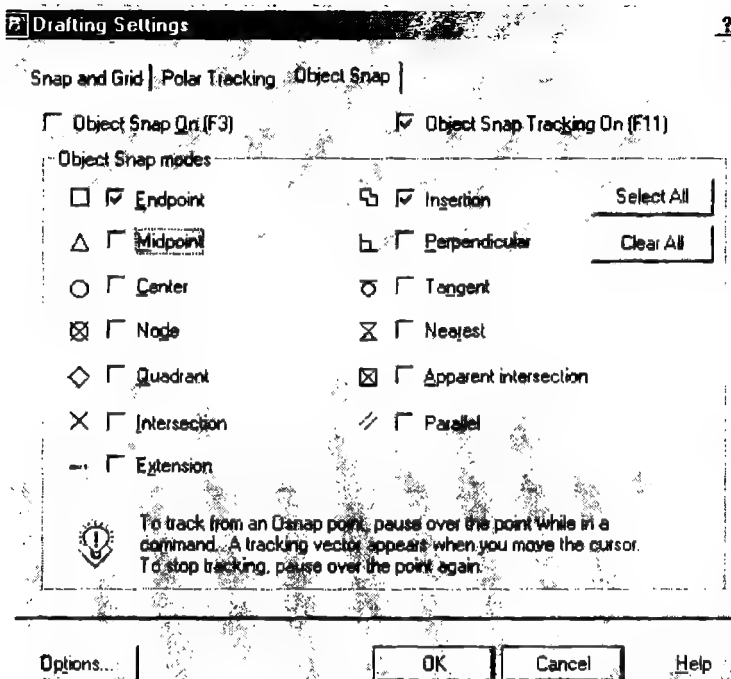 Drafting Settings ?
Snap and Grid Polar Tracking Object Snap
Object Snap On (F3) Object Snap Tracking On (F11)
Object Snap modes
Endpoint Insertion Select All
Midpoint Perpendicular Clear All
Center Tangent
Node Nearest
Quadrant Apparent intersection
Intersection Parallel
Extension
To track from an Osnap point, pause over the point while in a
command. A tracking vector appears when you move the cursor.
To stop tracking, pause over the point again.
Options... OK Cancel Help